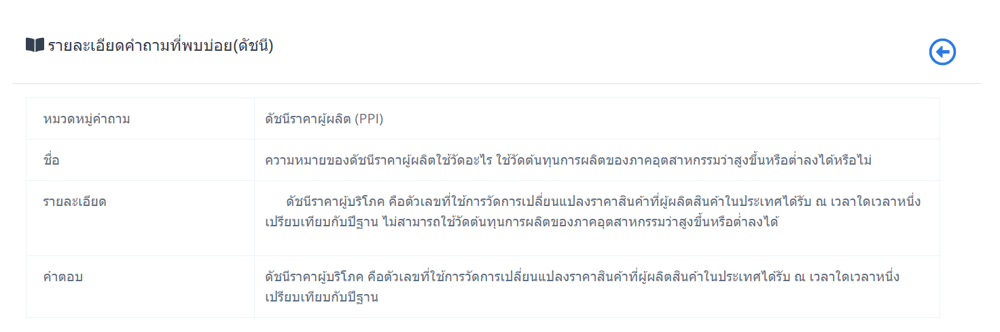 รายละเอียดคำถามที่พบบ่อย(ดัชนี)
หมวดหมู่คำถาม
ดัชนีราคาผู้ผลิต (PPI)
ชื่อ
ความหมายของดัชนีราคาผู้ผลิตใช้วัดอะไร ใช้วัดต้นทุนการผลิตของภาคอุตสาหกรรมว่าสูงขึ้นหรือต่ำลงได้หรือไม่
รายละเอียด
ดัชนีราคาผู้บริโภค คือตัวเลขที่ใช้การวัดการเปลี่ยนแปลงราคาสินค้าที่ผู้ผลิตสินค้าในประเทศได้รับ ณ เวลาใดเวลาหนึ่ง
เปรียบเทียบกับปีฐาน ไม่สามารถใช้วัดต้นทุนการผลิตของภาคอุตสาหกรรมว่าสูงขึ้นหรือต่ำลงได้
คำตอบ
ดัชนีราคาผู้บริโภค คือตัวเลขที่ใช้การวัดการเปลี่ยนแปลงราคาสินค้าที่ผู้ผลิตสินค้าในประเทศได้รับ ณ เวลาใดเวลาหนึ่ง
เปรียบเทียบกับปีฐาน